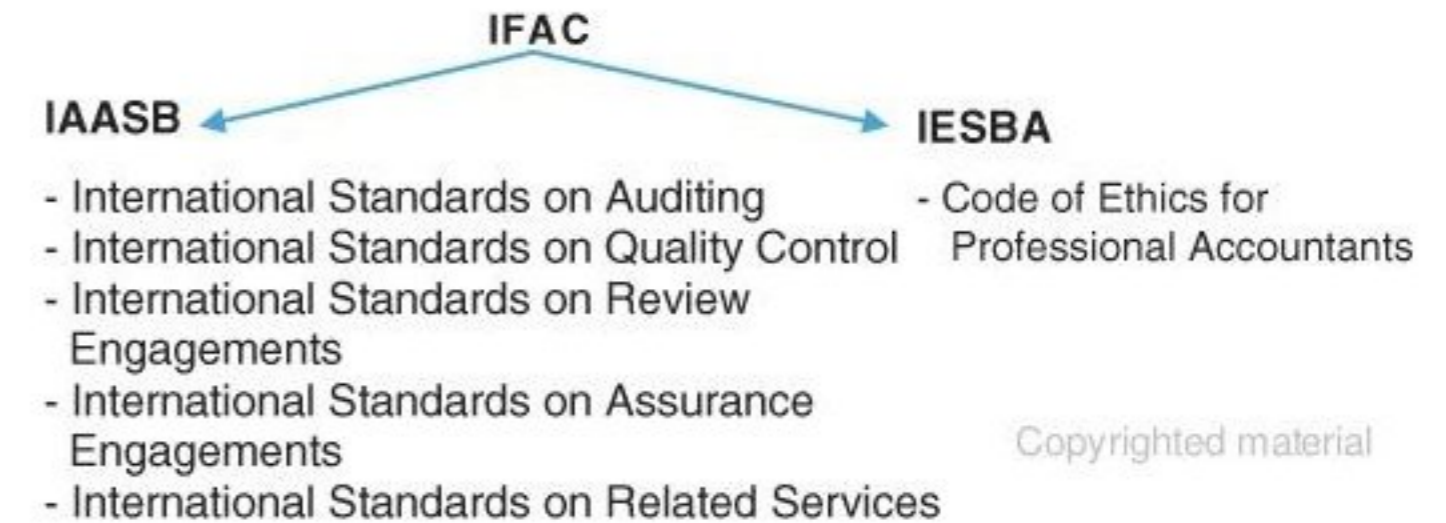 IFAC
IAASB
- International Standards on Auditing
- International Standards on Quality Control
- International Standards on Review
Engagements
- International Standards on Assurance
Engagements
- International Standards on Related Services
IESBA
- Code of Ethics for
Professional Accountants
Copyrighted material